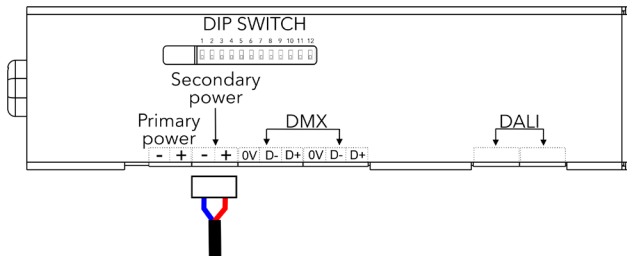 DIP SWITCH
1 2 3 4 5 6 7 8 9 10 11 12
Secondary
power
Primary
power
DMX
DALI
- + - + 0V D- D+ 0V D- D+